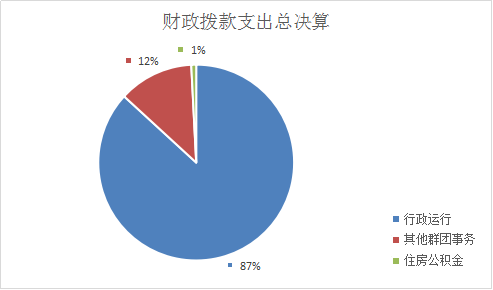 财政拨款支出总决算
1%
12%
行政运行
其他群团事务
住房公积金
87%